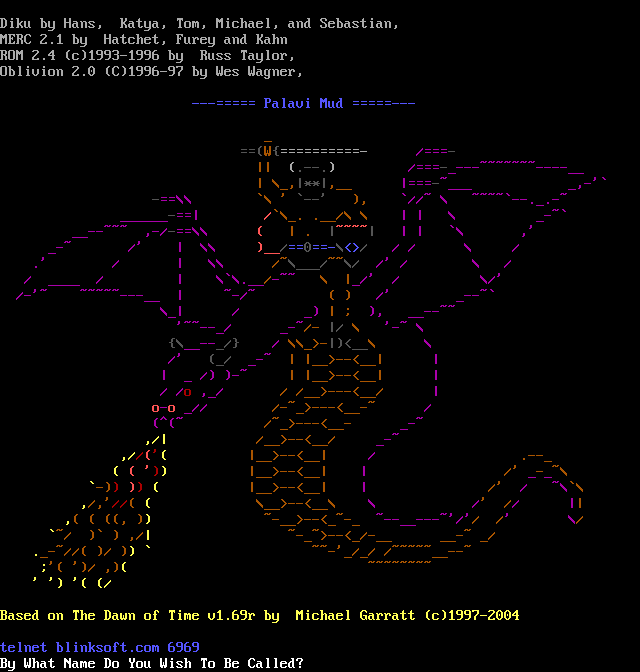 Diku by Hans,  Katya, Tom, Michael, and Sebastian,
MERC 2.1 by  Hatchet, Furey and Kahn
ROM 2.4 (c)1993-1996 by  Russ Taylor,
Oblivion 2.0 (C)1996-97 by Wes Wagner,
---===== Palavi Mud =====---
Based on The Dawn of Time v1.69r by  Michael Garratt (c)1997-2004
telnet blinksoft.com 6969
By What Name Do You Wish To Be Called?